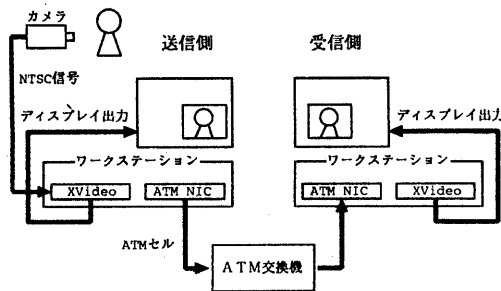 カメラ
送信側
受信側
NTSC信号
ディスプレイ出力
ディスプレイ出力
ワークステーション
ワークステーション
XVideo
ATM NIC
ATM NIC
XVideo
ATMセル
ATM交換機